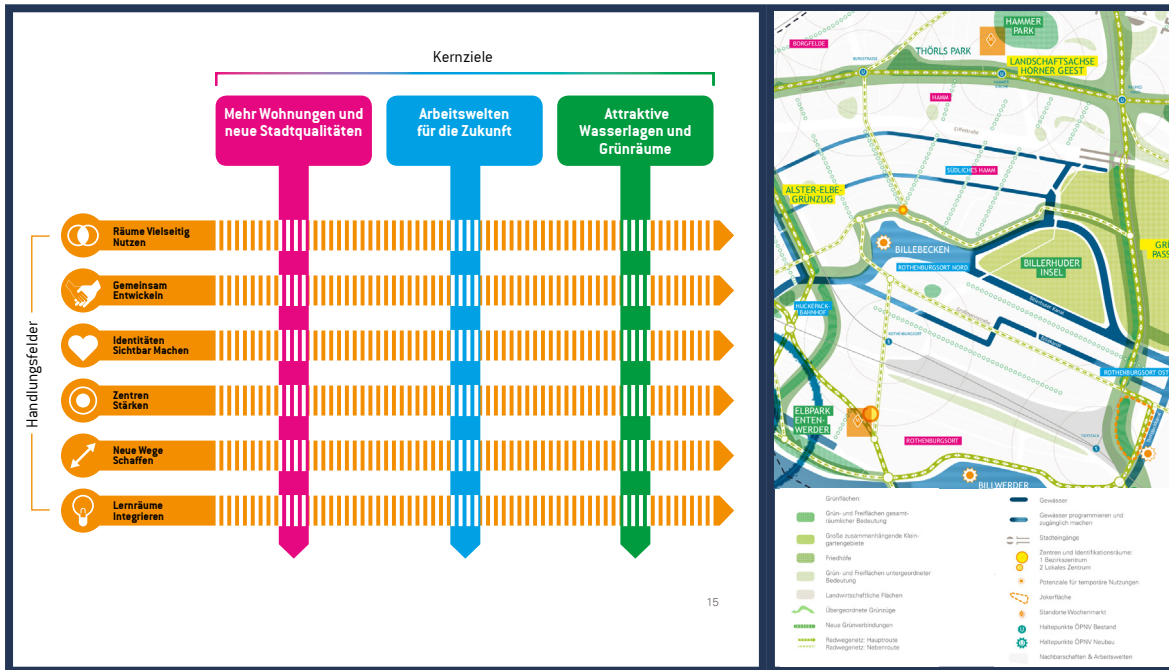 Kernziele
Mehr Wohnungen und
neue Stadtqualitäten
Arbeitswelten
für die Zukunft
Attraktive
Wasserlagen und
Grünräume
Handlungsfelder
Räume Vielseitig
Nutzen
Gemeinsam
Entwickeln
Identitäten
Sichtbar Machen
Zentren
Stärken
Neue Wege
Schaffen
Lernräume
Integrieren
15
HAMMER
PARK
BORGFELDE
THÖRLS PARK
BURGSTRASSE
LANDSCHAFTSACHSE
HORNER GEEST
HAMM
Eiffestraße
SÜDLICHES HAMM
ALSTER-ELBE-
GRÜNZUG
BILLEBECKEN
ROTHENBURGSORT NORD
BILLERHUDER
INSEL
HUCKEPACK-
BAHNHOF
ROTHENBURGSORT
ROTHENBURGSORT OST
ELBPARK
ENTEN-
WERDER
ROTHENBURGSORT
TIEFSTACK
BILLWERDER
Grünflächen:
Grün- und Freiflächen gesamt-
räumlicher Bedeutung
Große zusammenhängende Klein-
gartengebiete
Friedhöfe
Grün- und Freiflächen untergeordneter
Bedeutung
Landwirtschaftliche Flächen
Übergeordnete Grünzüge
Neue Grünverbindungen
Radwegenetz: Hauptroute
Radwegenetz: Nebenroute
Gewässer
Gewässer programmieren und
zugänglich machen
Stadteingänge
Zentren und Identifikationsräume:
1 Bezirkszentrum
2 Lokales Zentrum
Potenziale für temporäre Nutzungen
Jokerfläche
Standorte Wochenmarkt
Haltepunkte ÖPNV Bestand
Haltepunkte ÖPNV Neubau
Nachbarschaften & Arbeitswelten